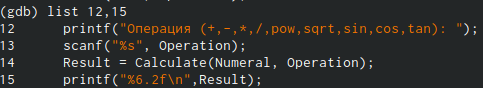 (gdb) list 12,15
12        printf("Операция (+,-,*,/,pow,sqrt,sin,cos,tan): ");
13        scanf("%s", Operation);
14        Result = Calculate(Numeral, Operation);
15        printf("%6.2f\n",Result);